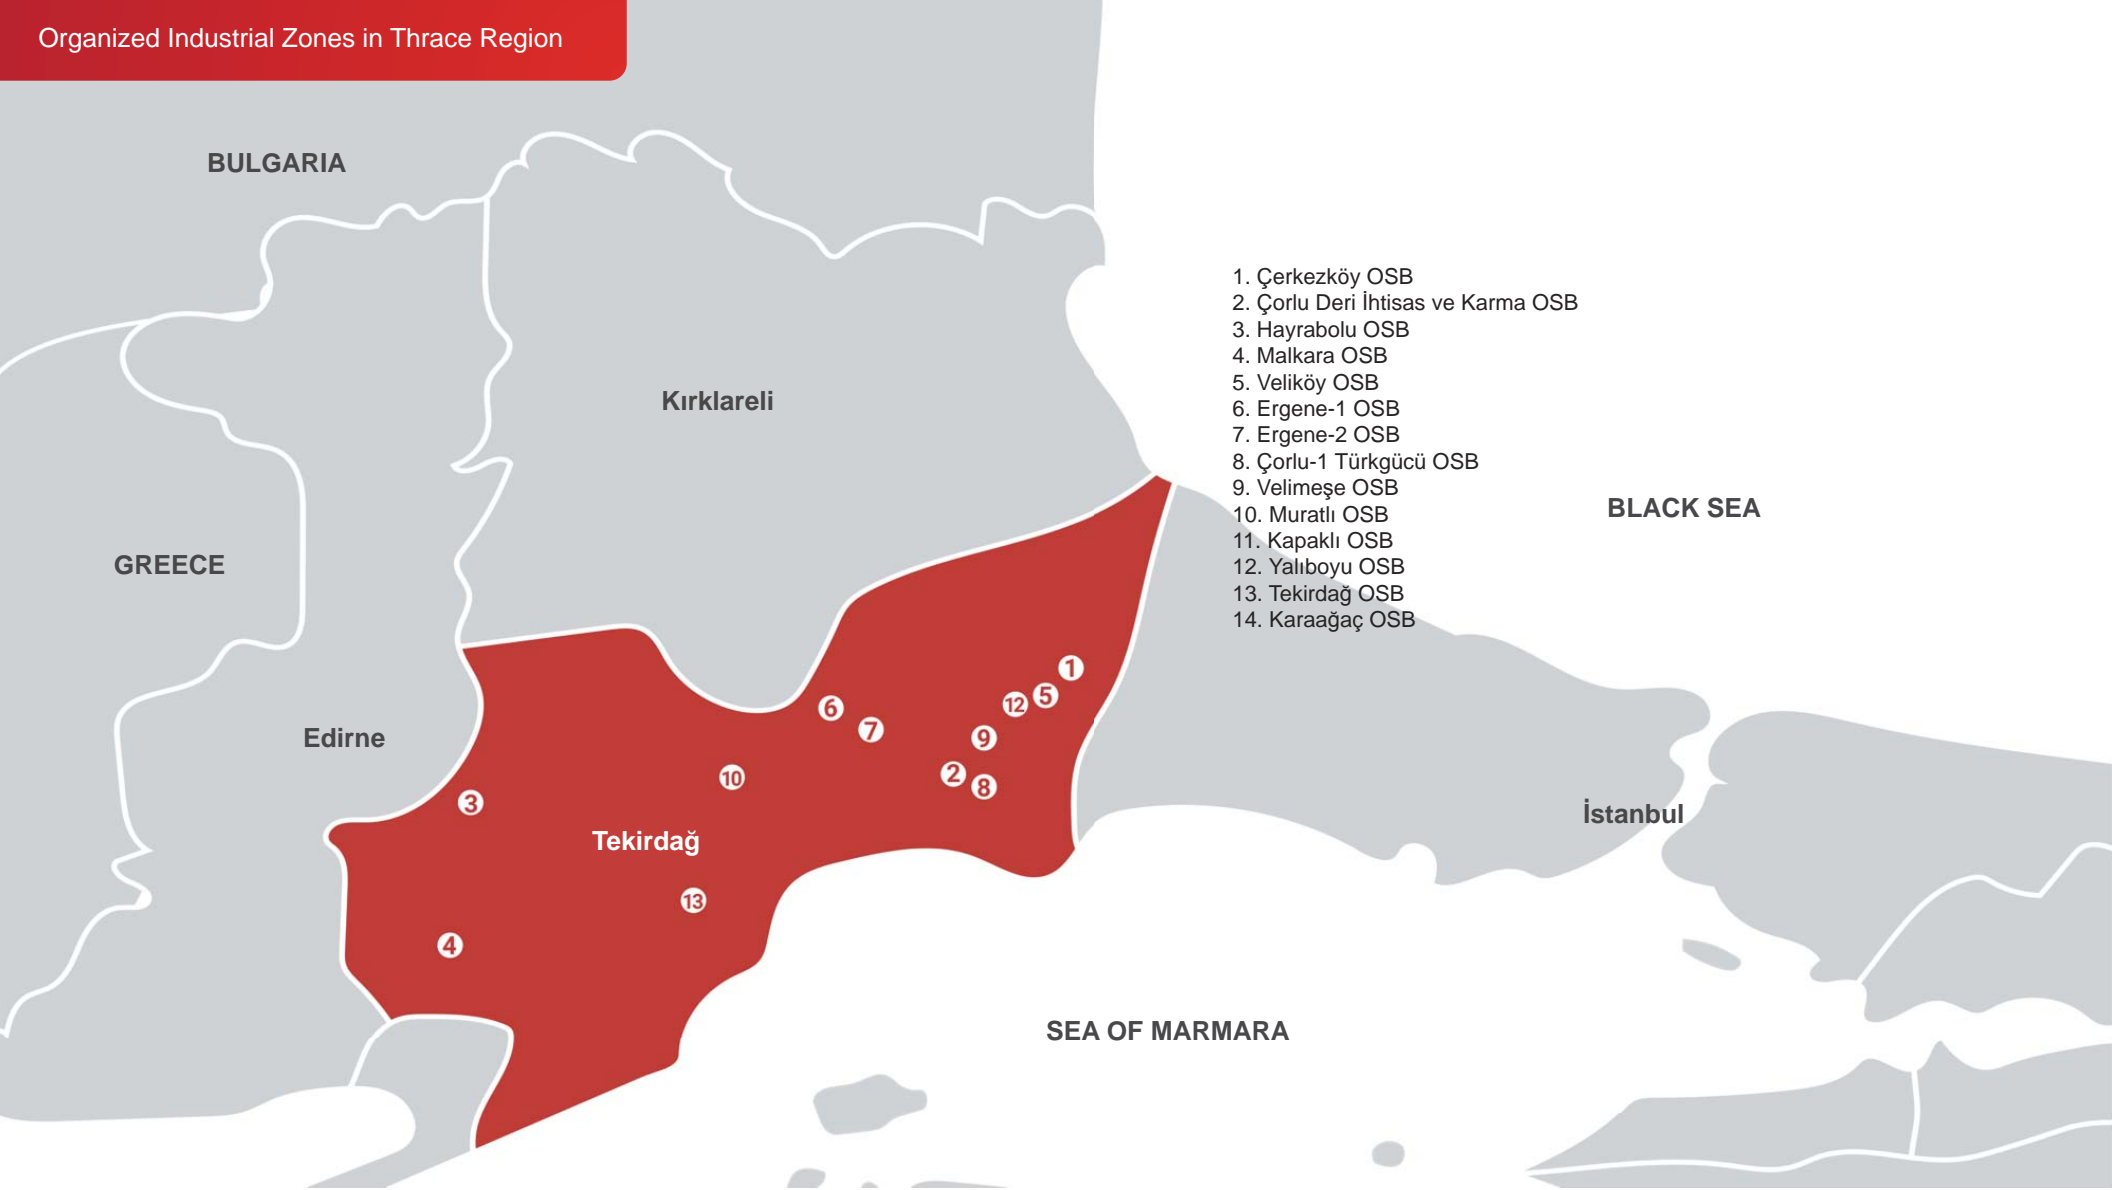 Organized Industrial Zones in Thrace Region
BULGARIA
1. Çerkezköy OSB
2. Çorlu Deri İhtisas ve Karma OSB
3. Hayrabolu OSB
4. Malkara OSB
5. Veliköy OSB
6. Ergene-1 OSB
7. Ergene-2 OSB
8. Çorlu-1 Türkgücü OSB
9. Velimeşe OSB
10. Muratlı OSB
11. Kapaklı OSB
12. Yalıboyu OSB
13. Tekirdağ OSB
14. Karaağaç OSB
Kırklareli
BLACK SEA
GREECE
1
5
12
6
7
9
Edirne
2
10
8
3
İstanbul
Tekirdağ
13
4
SEA OF MARMARA